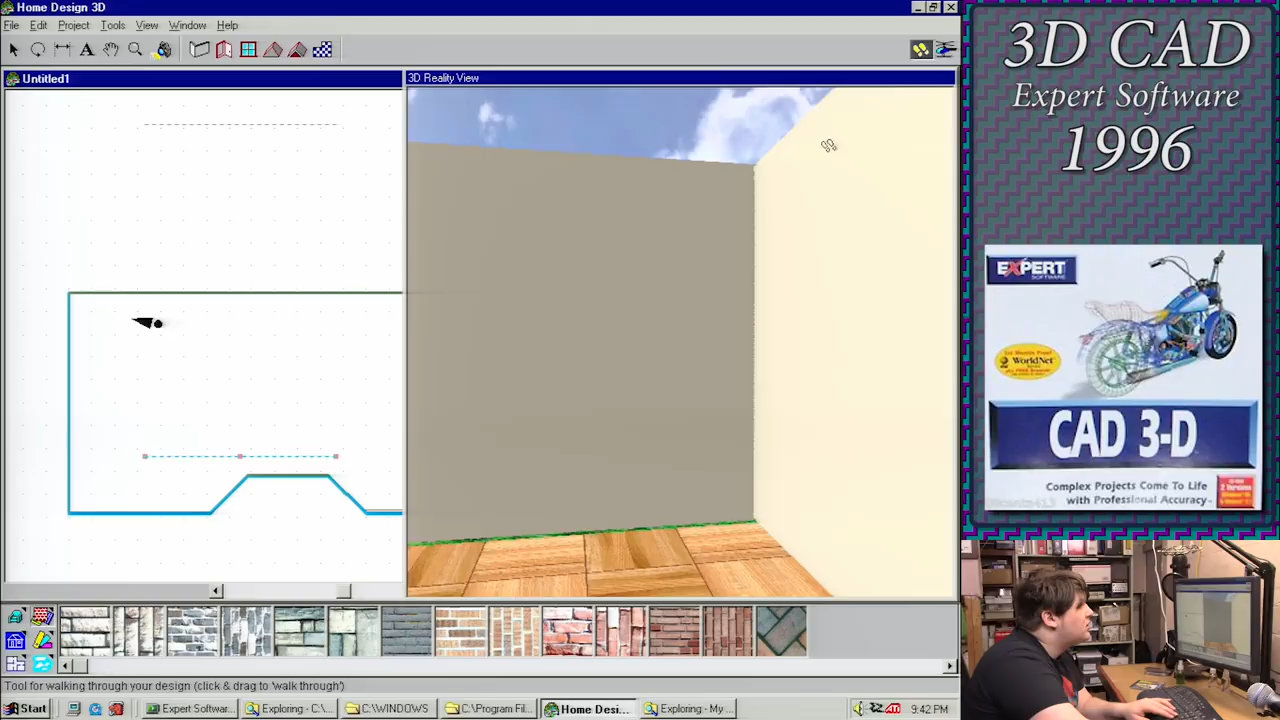 Home Design 3D
File Edit Project Tools View Window Help
Untitled1
3D Reality View
Tool for walking through your design (click & drag to 'walk through')
Start
Expert Softwar...
Exploring - C:\...
C:\WINDOWS
C:\Program Fil...
Home Desi...
Exploring - My ...
ATI
9:42 PM
3D CAD
Expert Software
1996
EXPERT
SOFTWARE
WorldNet
CAD 3-D
Complex Projects Come To Life
with Professional Accuracy